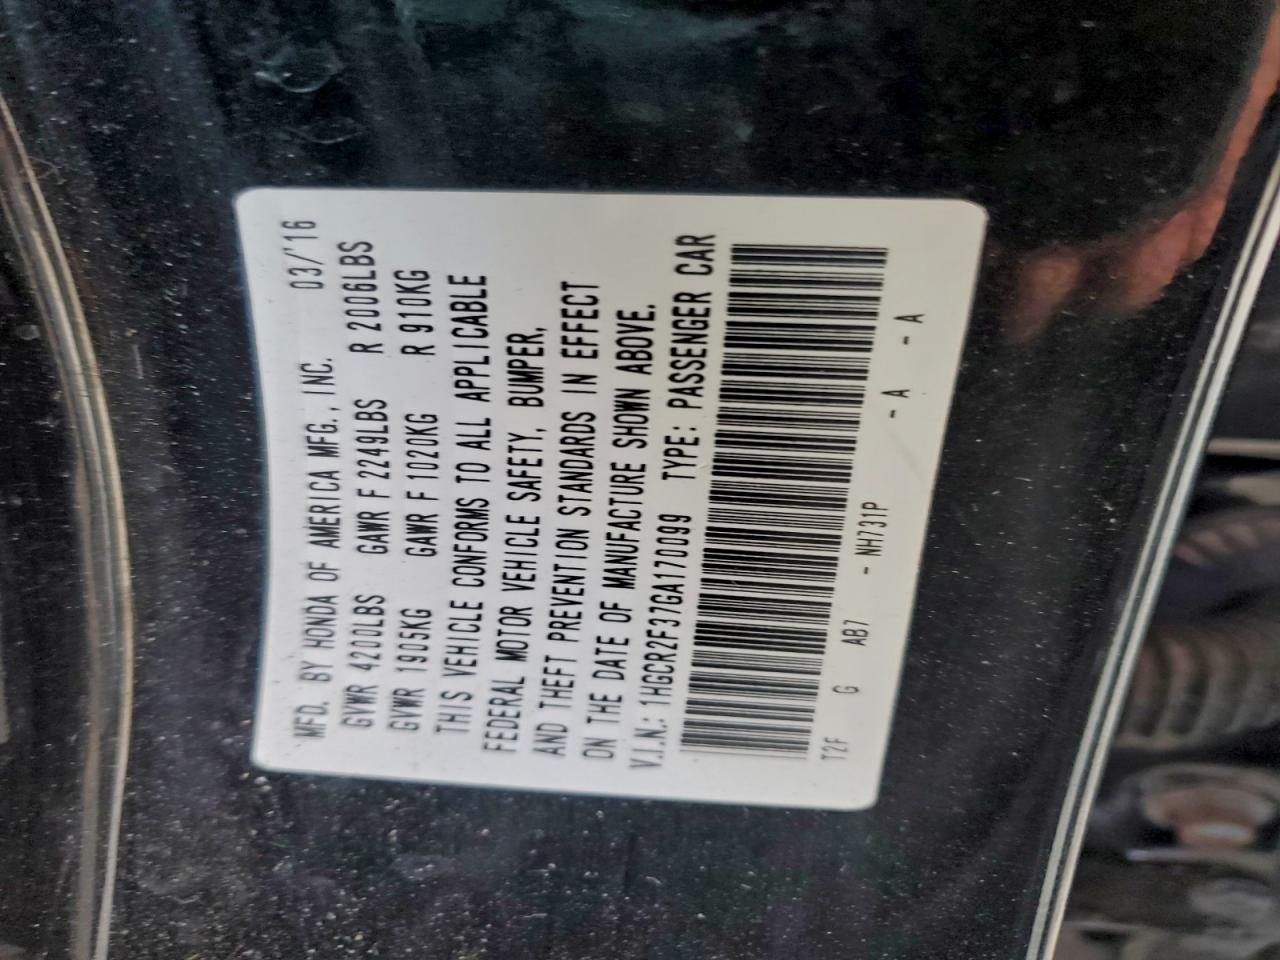 MFD. BY HONDA OF AMERICA MFG., INC. 03/'16
GVWR 4200LBS GAWR F 2249LBS R 2006LBS
GVWR 1905KG GAWR F 1020KG R 910KG
THIS VEHICLE CONFORMS TO ALL APPLICABLE
FEDERAL MOTOR VEHICLE SAFETY, BUMPER,
AND THEFT PREVENTION STANDARDS IN EFFECT
ON THE DATE OF MANUFACTURE SHOWN ABOVE.
V.I.N.: 1HGCR2F37GA170099 TYPE: PASSENGER CAR
T2F G AB7 - NH731P - A - A